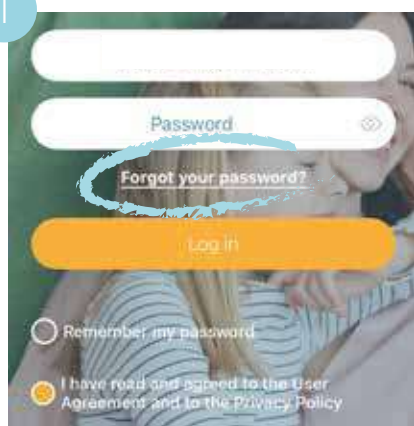 Password
Forgot your password?
Log in
Remember my password
I have read and agreed to the User
Agreement and to the Privacy Policy